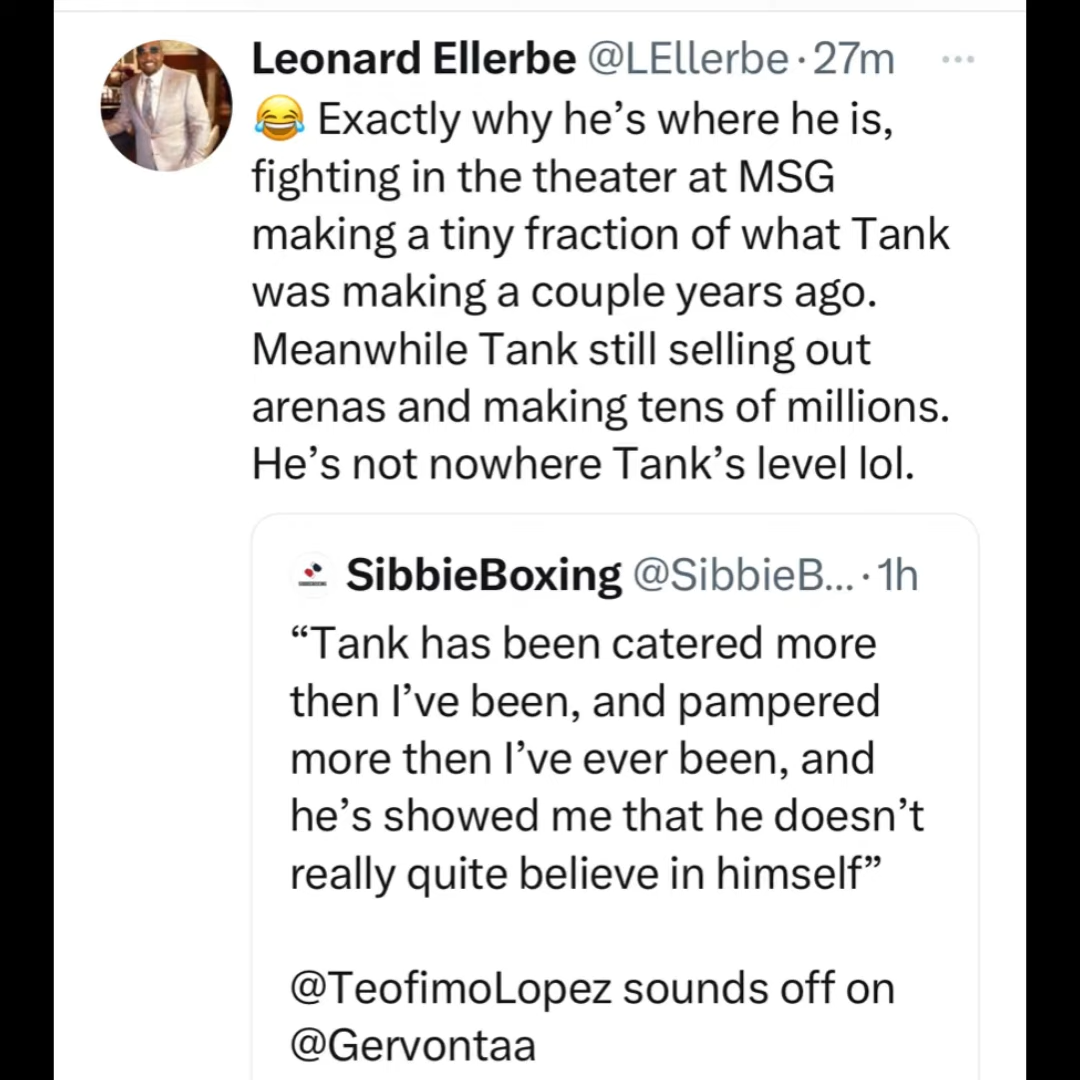 Leonard Ellerbe @LEllerbe · 27m ...
😂 Exactly why he’s where he is,
fighting in the theater at MSG
making a tiny fraction of what Tank
was making a couple years ago.
Meanwhile Tank still selling out
arenas and making tens of millions.
He’s not nowhere Tank’s level lol.
SibbieBoxing @SibbieB... · 1h
“Tank has been catered more
then I’ve been, and pampered
more then I’ve ever been, and
he’s showed me that he doesn’t
really quite believe in himself”
@TeofimoLopez sounds off on
@Gervontaa